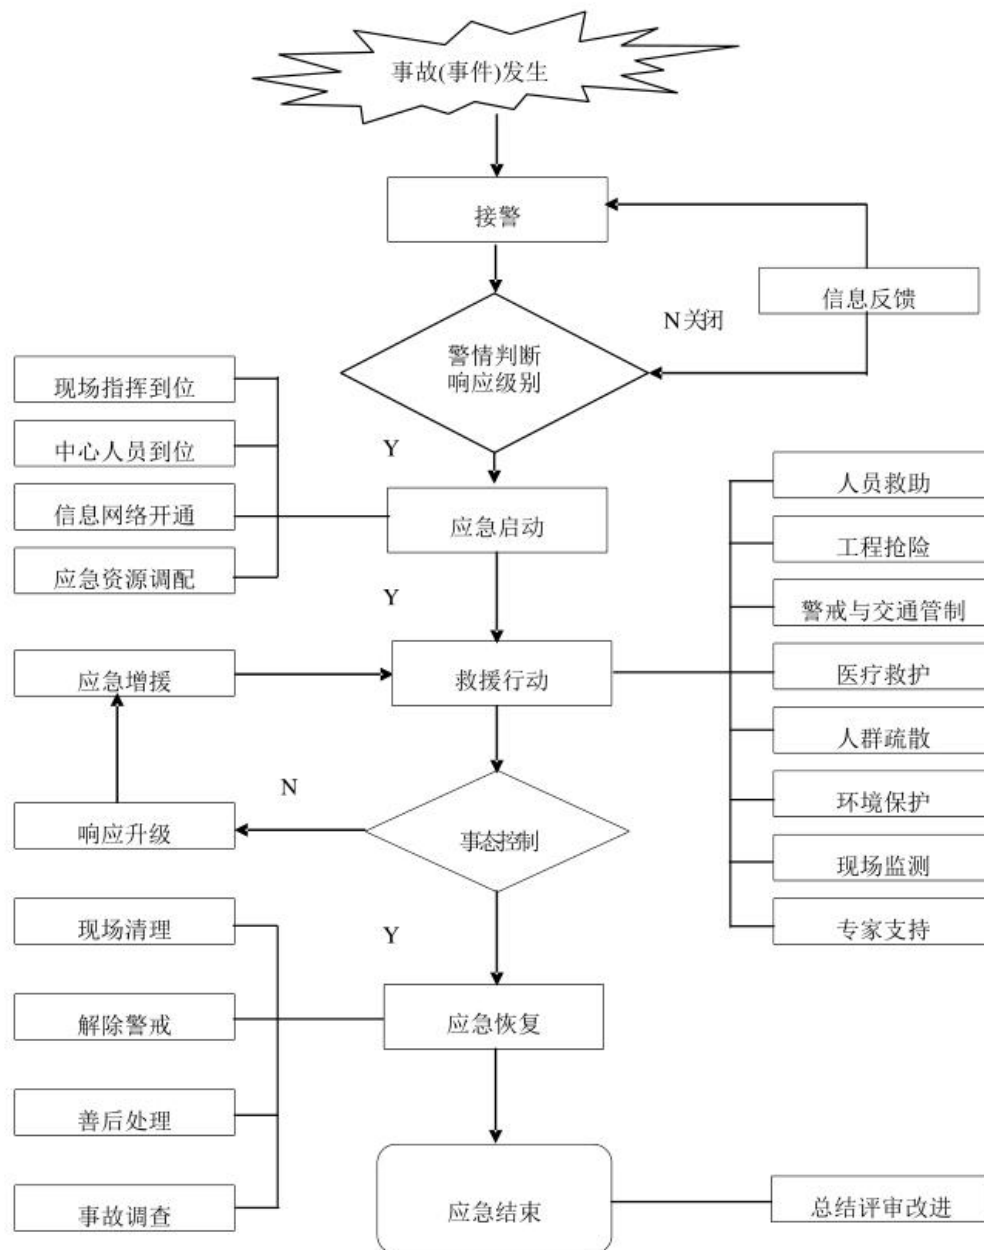 事故(事件)发生
接警
信息反馈
N关闭
警情判断
响应级别
现场指挥到位
中心人员到位
信息网络开通
应急资源调配
Y
应急启动
Y
人员救助
工程抢险
警戒与交通管制
医疗救护
人群疏散
环境保护
现场监测
专家支持
应急增援
救援行动
N
响应升级
事态控制
Y
现场清理
解除警戒
善后处理
事故调查
应急恢复
应急结束
总结评审改进